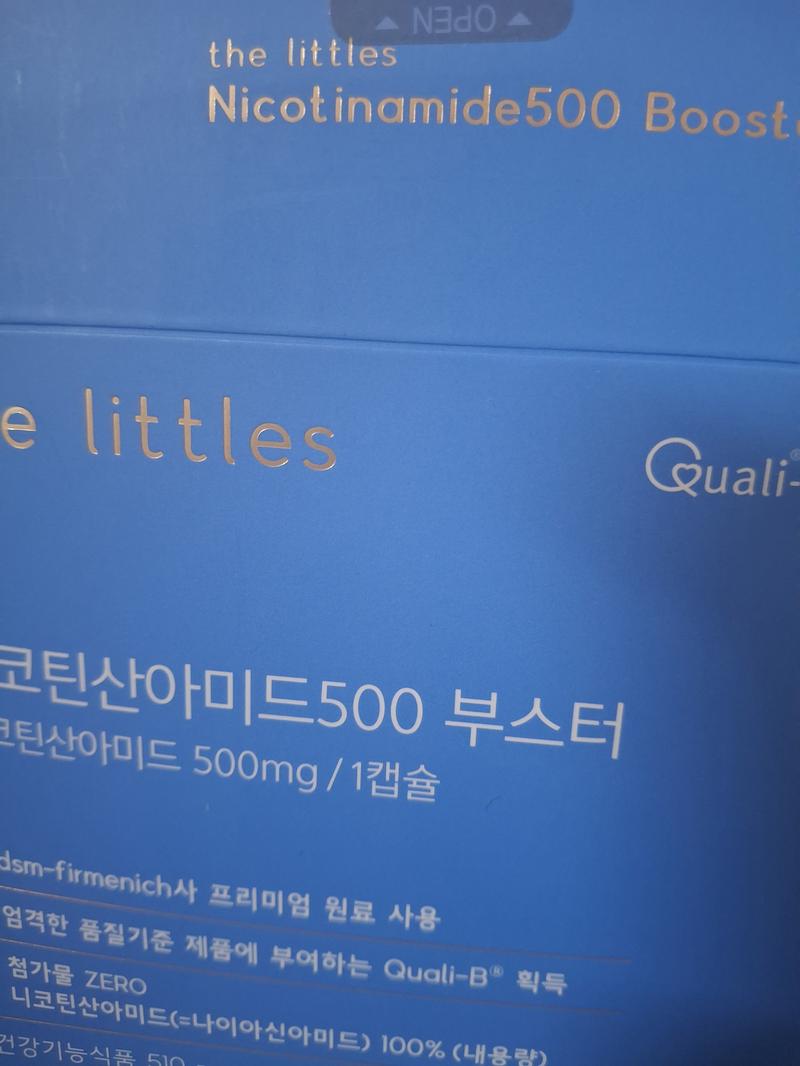 OPEN
the littles
Nicotinamide500 Boost
e littles
Quali-
코틴산아미드500 부스터
코틴산아미드 500mg / 1캡슐
dsm-firmenich사 프리미엄 원료 사용
엄격한 품질기준 제품에 부여하는 Quali-B® 획득
첨가물 ZERO
니코틴산아미드(=나이아신아미드) 100% (내용량)
건강기능식품 510